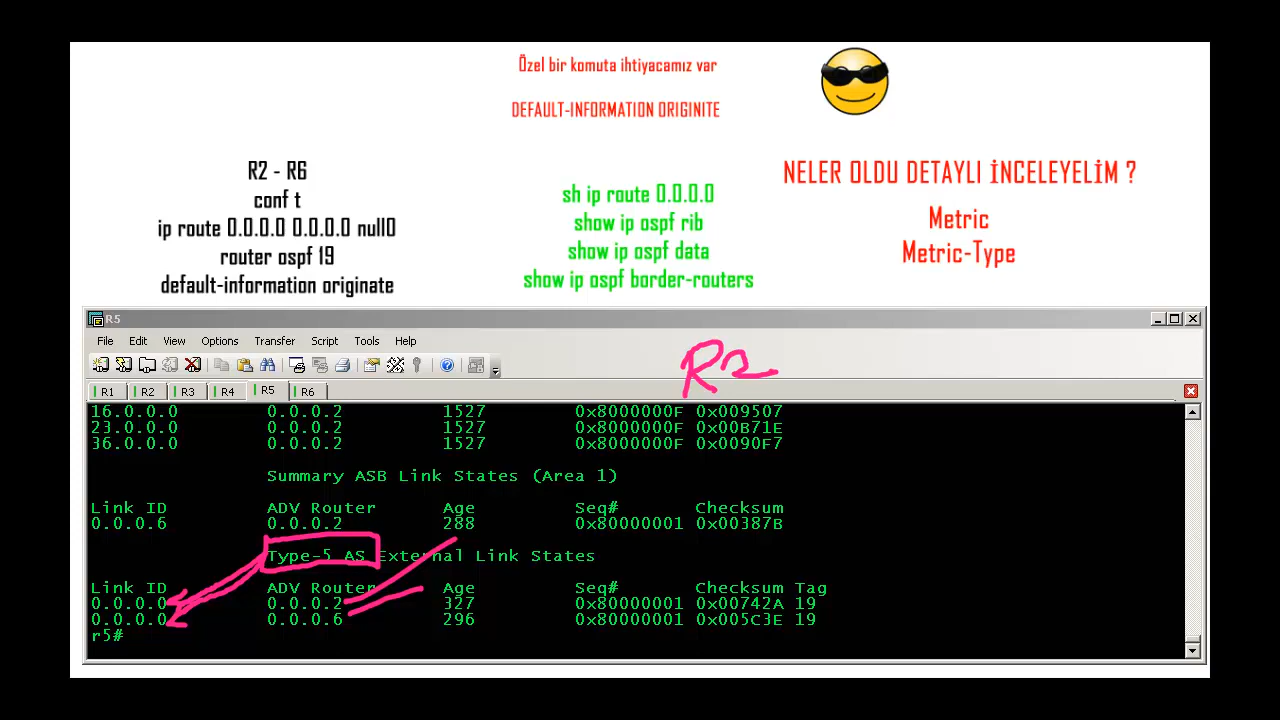 Özel bir komuta ihtiyacımız var
DEFAULT-INFORMATION ORIGINITE
R2 - R6
conf t
ip route 0.0.0.0 0.0.0.0 null0
router ospf 19
default-information originate
sh ip route 0.0.0.0
show ip ospf rib
show ip ospf data
show ip ospf border-routers
NELER OLDU DETAYLI İNCELEYELİM ?
Metric
Metric-Type
R5
File Edit View Options Transfer Script Tools Help
R2
R1 R2 R3 R4 R5 R6
16.0.0.0 0.0.0.2 1527 0x8000000F 0x009507
23.0.0.0 0.0.0.2 1527 0x8000000F 0x00B71E
36.0.0.0 0.0.0.2 1527 0x8000000F 0x0090F7
Summary ASB Link States (Area 1)
Link ID ADV Router Age Seq# Checksum
0.0.0.6 0.0.0.2 288 0x80000001 0x00387B
Type-5 AS External Link States
Link ID ADV Router Age Seq# Checksum Tag
0.0.0.0 0.0.0.2 327 0x80000001 0x00742A 19
0.0.0.0 0.0.0.6 296 0x80000001 0x005C3E 19
r5#